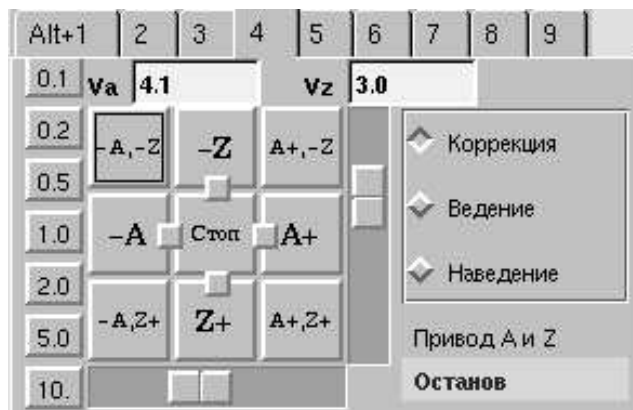 Alt+1 2 3 4 5 6 7 8 9
0.1 Va 4.1 Vz 3.0
0.2 -A,-Z -Z A+,-Z Коррекция
0.5
1.0 -A Стоп A+ Ведение
2.0 Наведение
5.0 -A,Z+ Z+ A+,Z+ Привод A и Z
10. Останов